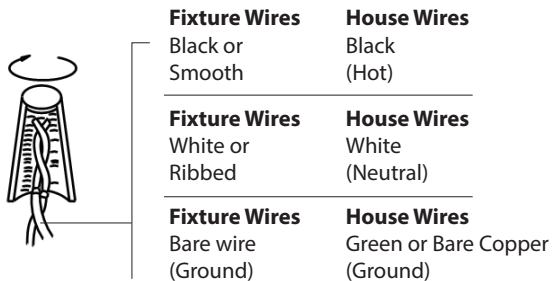 Fixture Wires House Wires
Black or Black
Smooth (Hot)
Fixture Wires House Wires
White or White
Ribbed (Neutral)
Fixture Wires House Wires
Bare wire Green or Bare Copper
(Ground) (Ground)